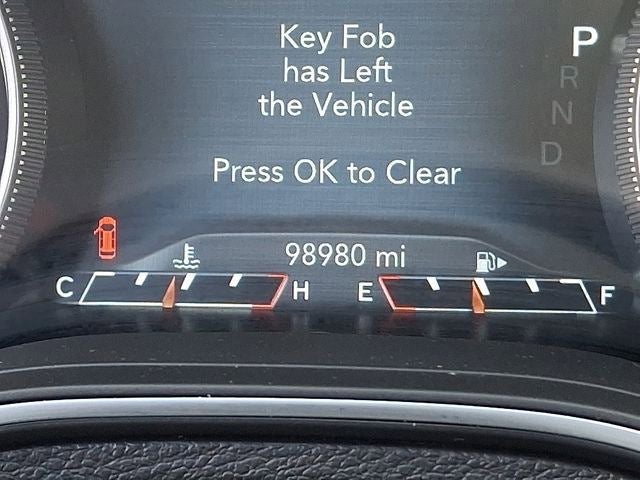 Key Fob
has Left
the Vehicle
Press OK to Clear
P
R
N
D
98980 mi
C H E F